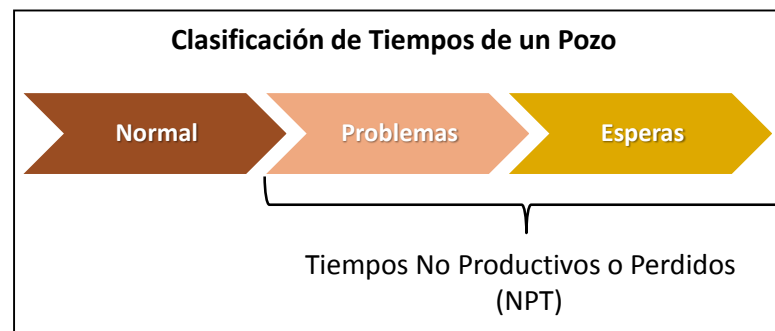 Clasificación de Tiempos de un Pozo
Normal
Problemas
Esperas
Tiempos No Productivos o Perdidos
(NPT)